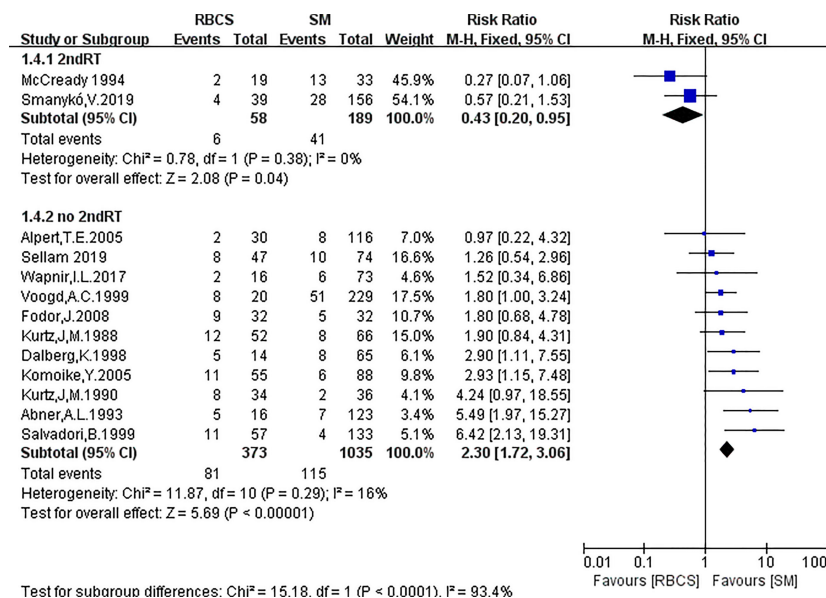 RBCS SM Risk Ratio Risk Ratio
Study or Subgroup Events Total Events Total Weight M-H, Fixed, 95% CI M-H, Fixed, 95% CI
1.4.1 2ndRT
McCready 1994 2 19 13 33 45.9% 0.27 [0.07, 1.06]
Smanykó,V.2019 4 39 28 156 54.1% 0.57 [0.21, 1.53]
Subtotal (95% CI) 58 189 100.0% 0.43 [0.20, 0.95]
Total events 6 41
Heterogeneity: Chi² = 0.78, df = 1 (P = 0.38); I² = 0%
Test for overall effect: Z = 2.08 (P = 0.04)
1.4.2 no 2ndRT
Alpert,T.E.2005 2 30 8 116 7.0% 0.97 [0.22, 4.32]
Sellam 2019 8 47 10 74 16.6% 1.26 [0.54, 2.96]
Wapnir,I.L.2017 2 16 6 73 4.6% 1.52 [0.34, 6.86]
Voogd,A.C.1999 8 20 51 229 17.5% 1.80 [1.00, 3.24]
Fodor,J.2008 9 32 5 32 10.7% 1.80 [0.68, 4.78]
Kurtz,J,M.1988 12 52 8 66 15.0% 1.90 [0.84, 4.31]
Dalberg,K.1998 5 14 8 65 6.1% 2.90 [1.11, 7.55]
Komoike,Y.2005 11 55 6 88 9.8% 2.93 [1.15, 7.48]
Kurtz,J,M.1990 8 34 2 36 4.1% 4.24 [0.97, 18.55]
Abner,A.L.1993 5 16 7 123 3.4% 5.49 [1.97, 15.27]
Salvadori,B.1999 11 57 4 133 5.1% 6.42 [2.13, 19.31]
Subtotal (95% CI) 373 1035 100.0% 2.30 [1.72, 3.06]
Total events 81 115
Heterogeneity: Chi² = 11.87, df = 10 (P = 0.29); I² = 16%
Test for overall effect: Z = 5.69 (P < 0.00001)
0.01 0.1 1 10 100
Favours [RBCS] Favours [SM]
Test for subgroup differences: Chi² = 15.18, df = 1 (P < 0.0001), I² = 93.4%